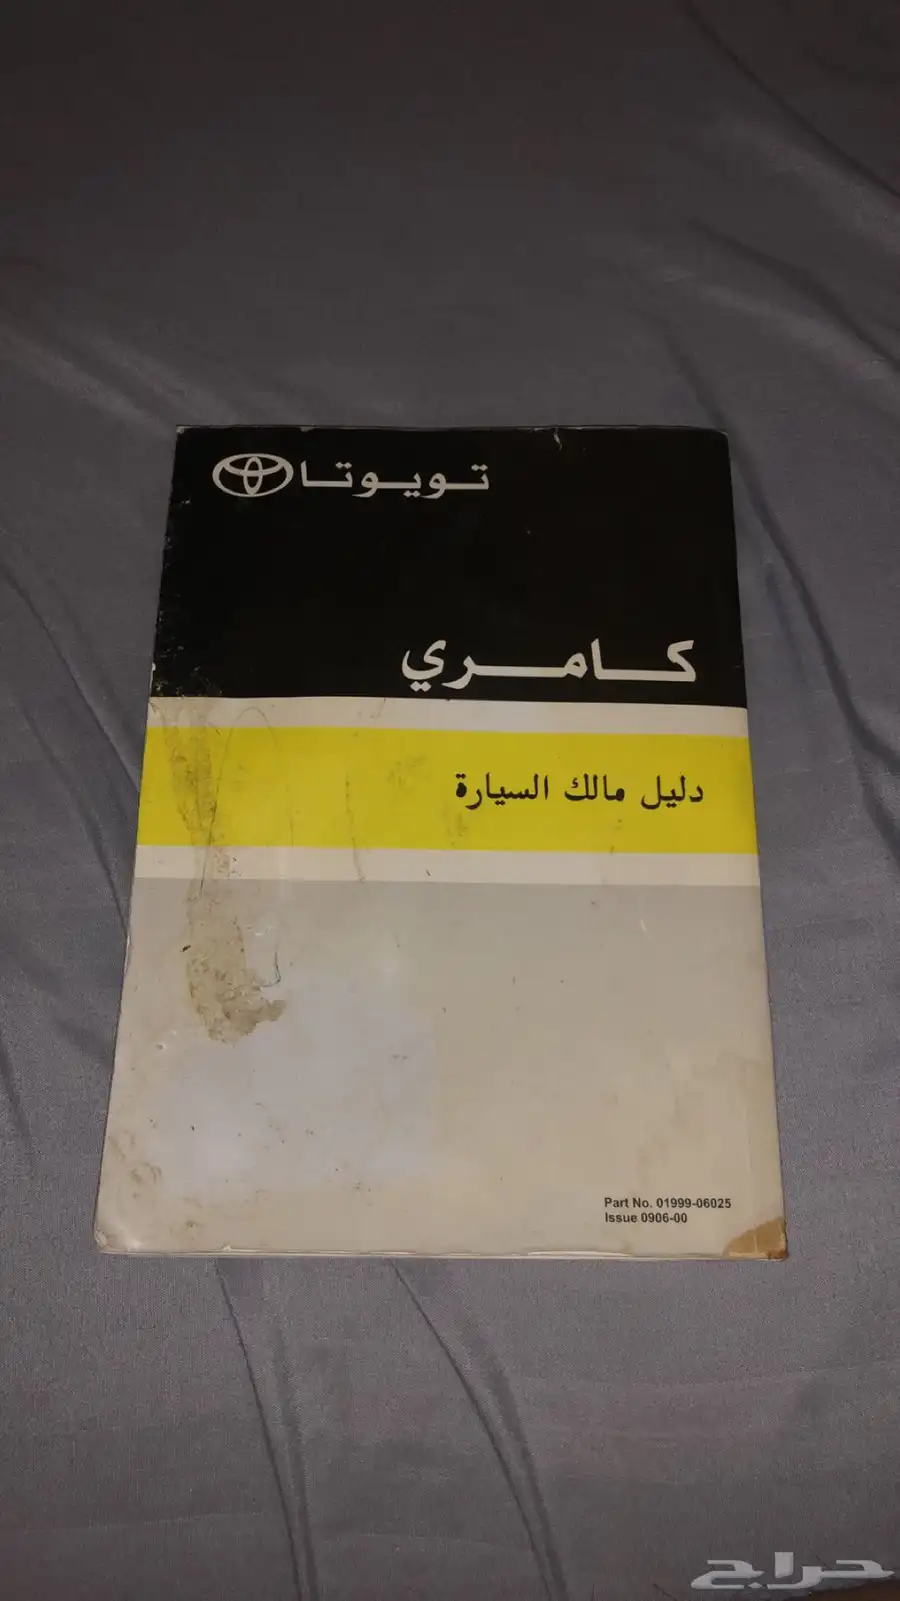 تويوتا
كامري
دليل مالك السيارة
Part No. 01999-06025
Issue 0906-00
حراج